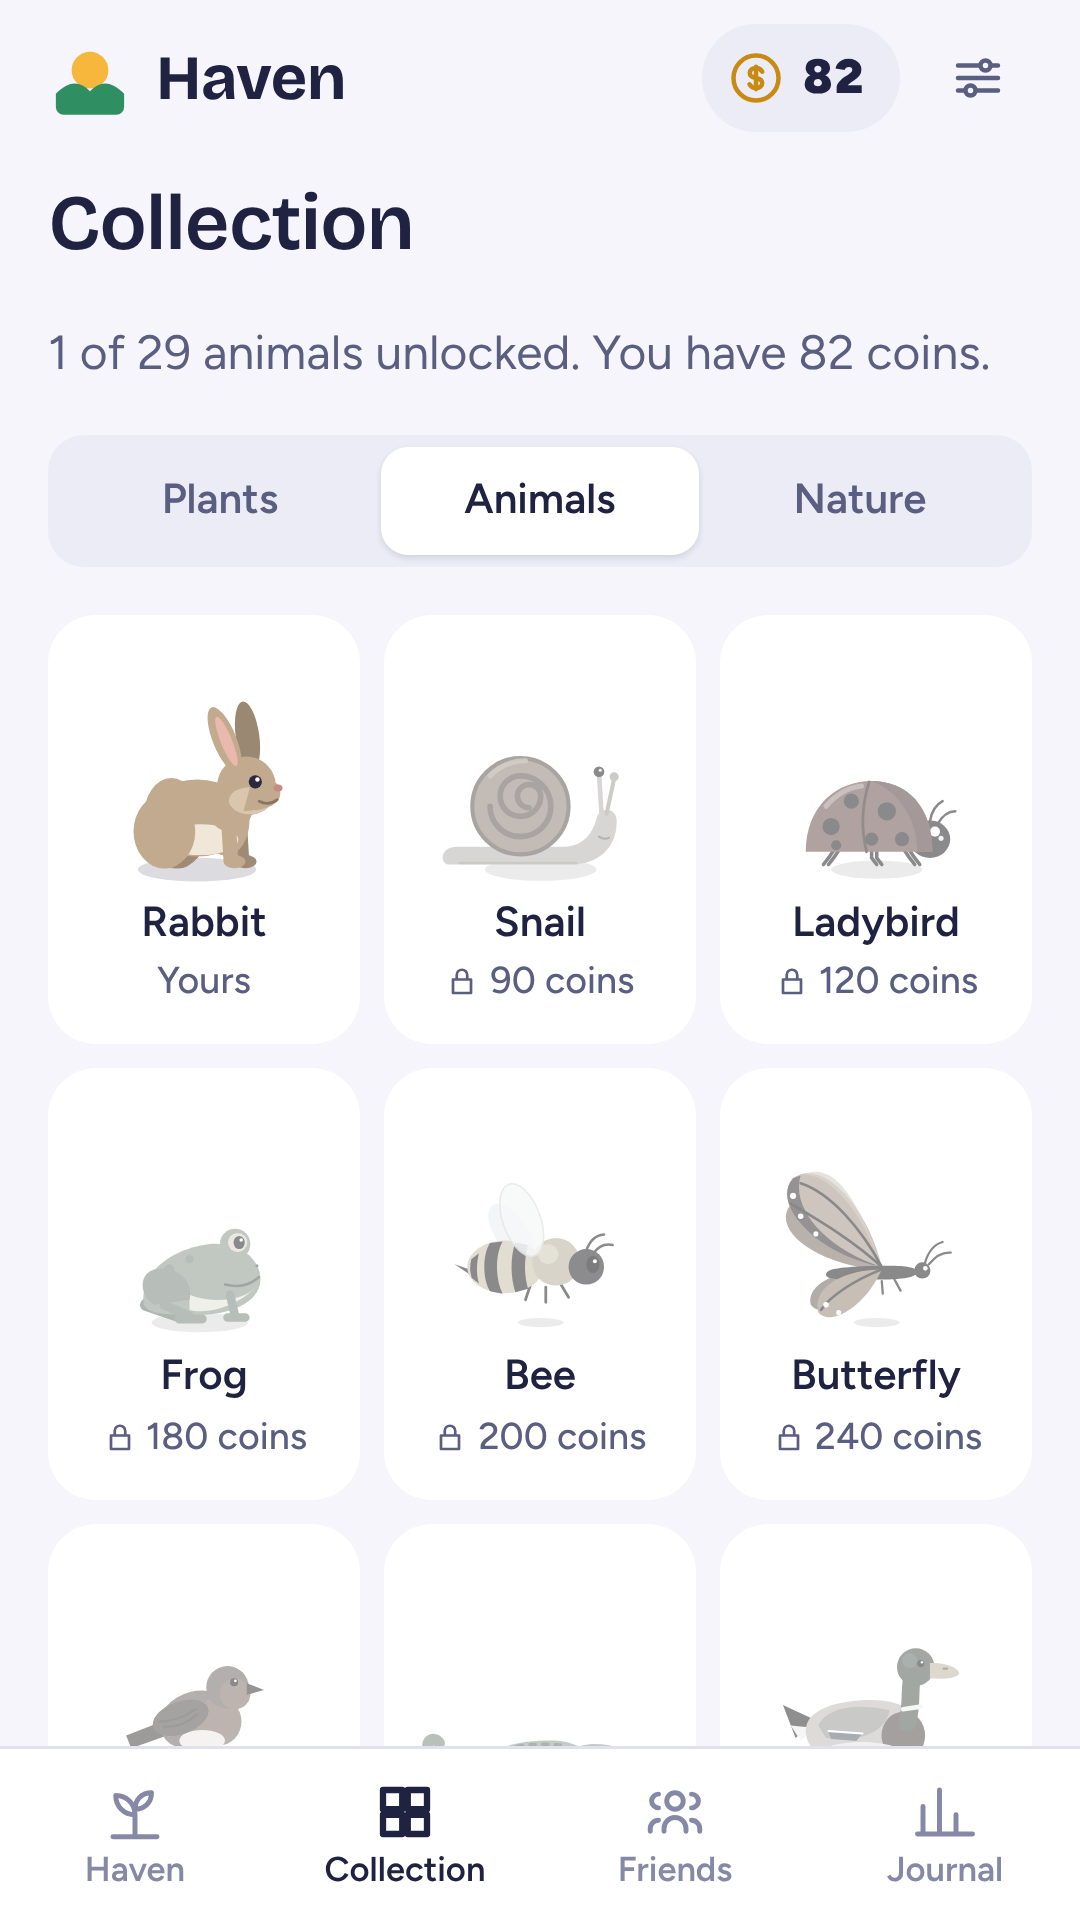 Haven
82
Collection
1 of 29 animals unlocked. You have 82 coins.
Plants
Animals
Nature
Rabbit
Yours
Snail
90 coins
Ladybird
120 coins
Frog
180 coins
Bee
200 coins
Butterfly
240 coins
Haven
Collection
Friends
Journal